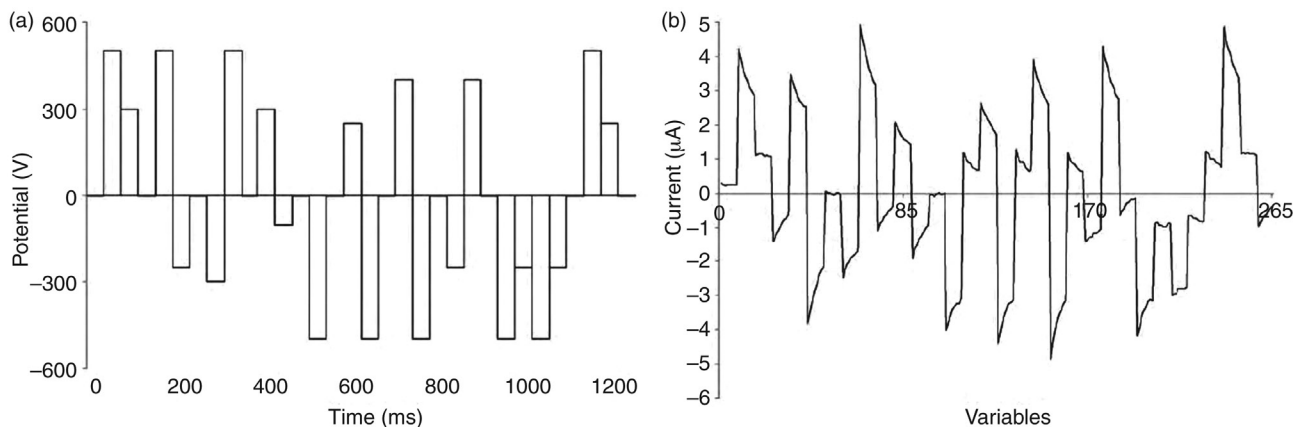 (a)
600
300
0
−300
−600
Potential (V)
0 200 400 600 800 1000 1200
Time (ms)
(b)
5
4
3
2
1
0
−1
−2
−3
−4
−5
−6
Current (μA)
0 85 170 265
Variables